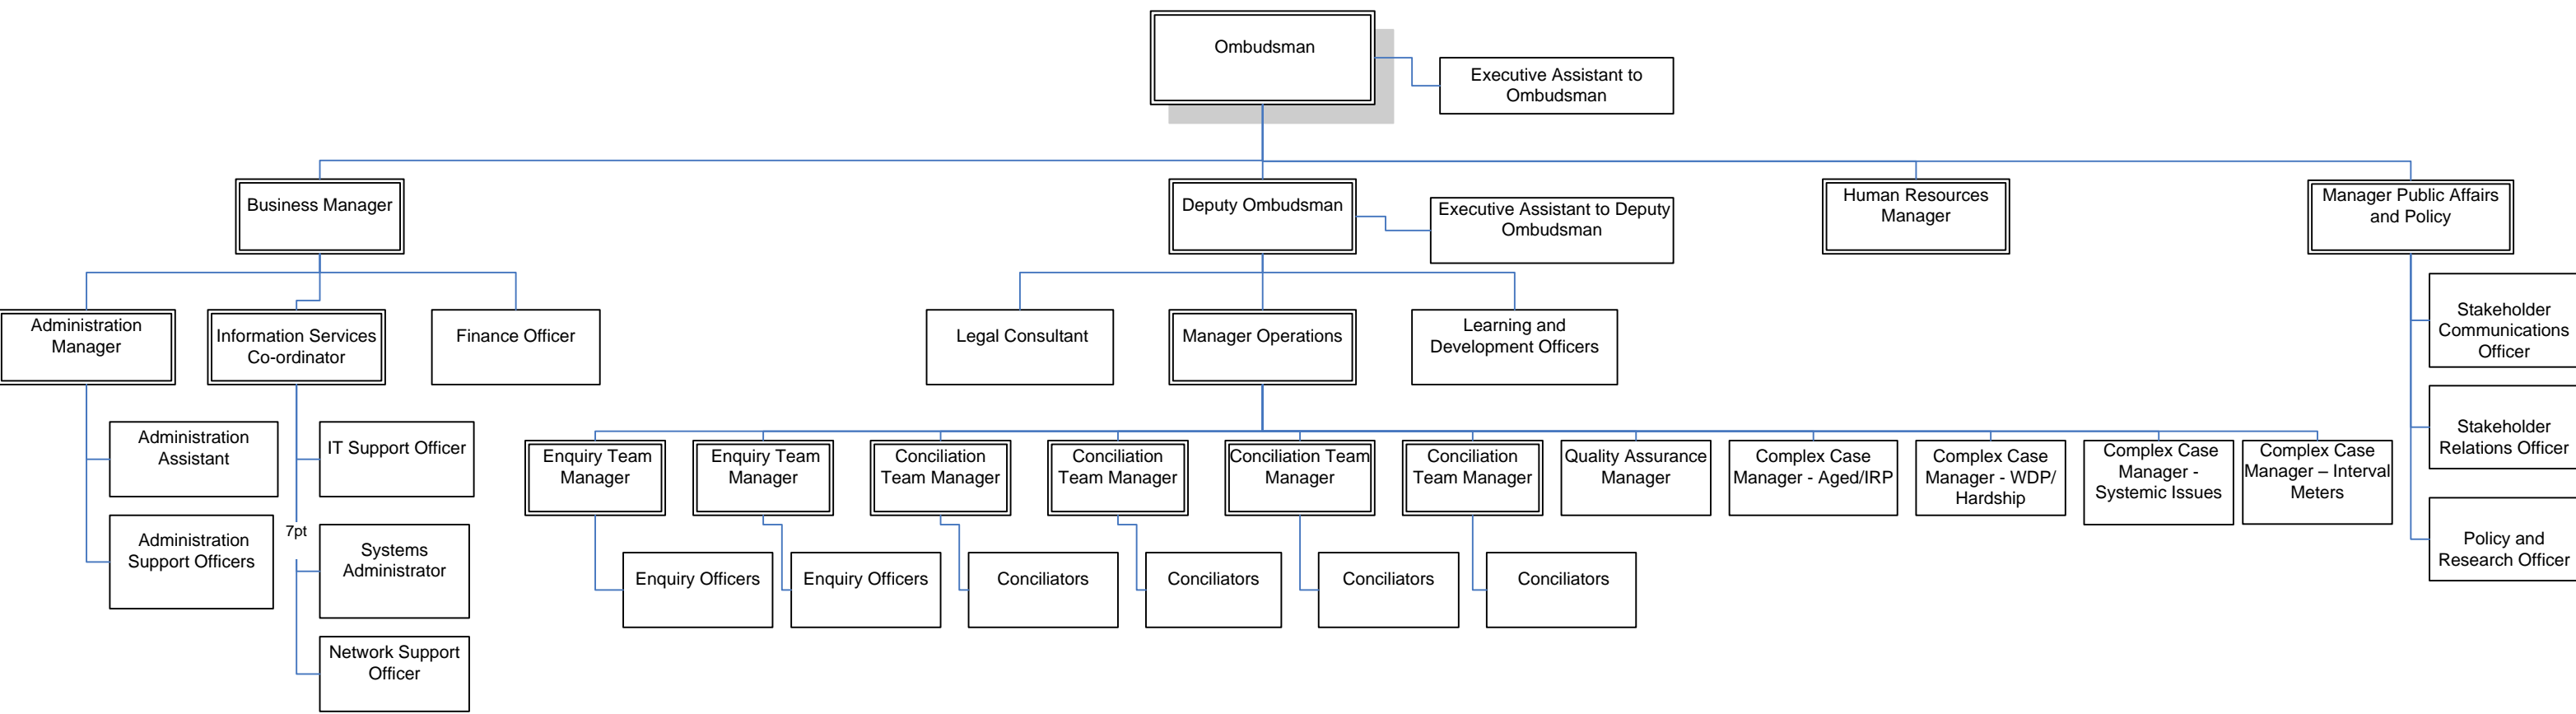 Ombudsman
Executive Assistant to
Ombudsman
Business Manager
Deputy Ombudsman
Executive Assistant to Deputy
Ombudsman
Human Resources
Manager
Manager Public Affairs
and Policy
Administration
Manager
Information Services
Co-ordinator
Finance Officer
Legal Consultant
Manager Operations
Learning and
Development Officers
Stakeholder
Communications
Officer
Administration
Assistant
IT Support Officer
Enquiry Team
Manager
Enquiry Team
Manager
Conciliation
Team Manager
Conciliation
Team Manager
Conciliation Team
Manager
Conciliation
Team Manager
Quality Assurance
Manager
Complex Case
Manager - Aged/IRP
Complex Case
Manager - WDP/
Hardship
Complex Case
Manager -
Systemic Issues
Complex Case
Manager – Interval
Meters
Stakeholder
Relations Officer
Administration
Support Officers
7pt
Systems
Administrator
Enquiry Officers
Enquiry Officers
Conciliators
Conciliators
Conciliators
Conciliators
Policy and
Research Officer
Network Support
Officer